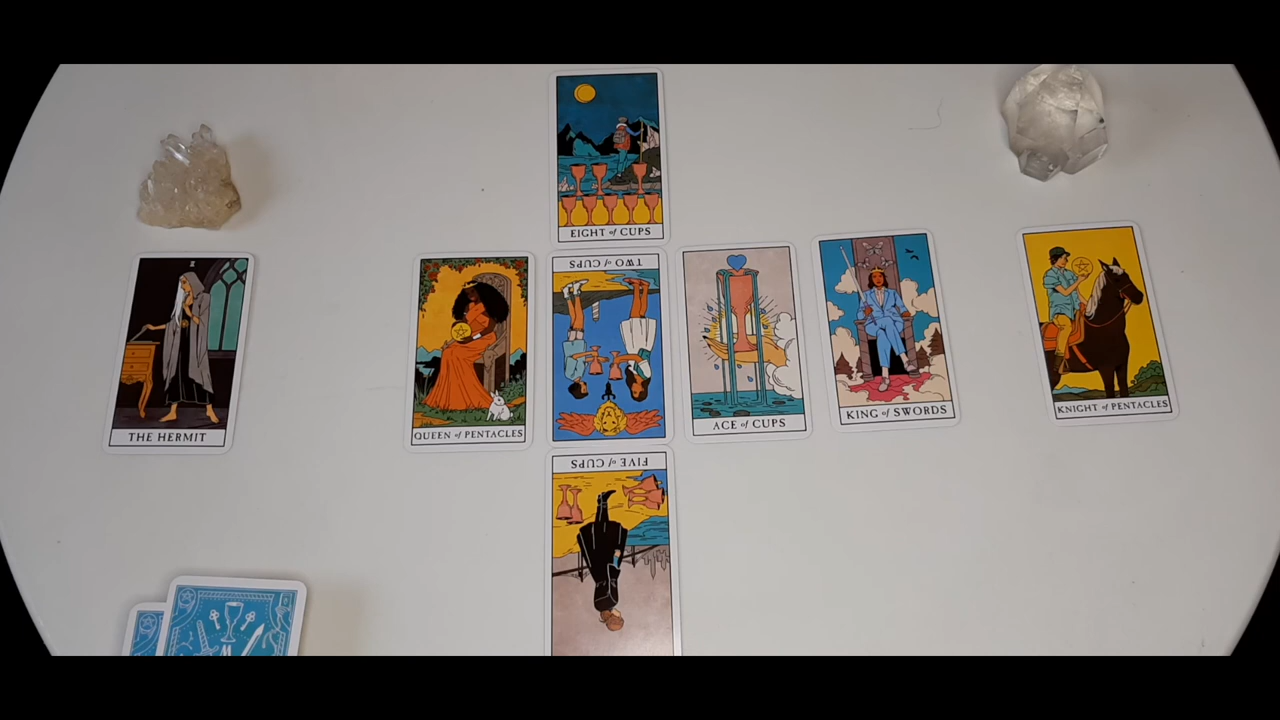 EIGHT of CUPS
TWO of CUPS
THE HERMIT
QUEEN of PENTACLES
ACE of CUPS
KING of SWORDS
KNIGHT of PENTACLES
FIVE of CUPS